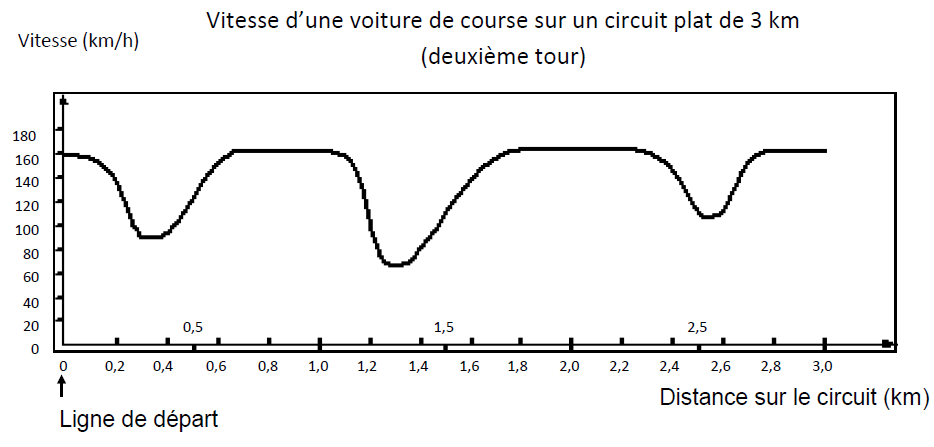 Vitesse d’une voiture de course sur un circuit plat de 3 km
(deuxième tour)
Vitesse (km/h)
180
160
140
120
100
80
60
40
20
0
0,5 1,5 2,5
0 0,2 0,4 0,6 0,8 1,0 1,2 1,4 1,6 1,8 2,0 2,2 2,4 2,6 2,8 3,0
Distance sur le circuit (km)
Ligne de départ